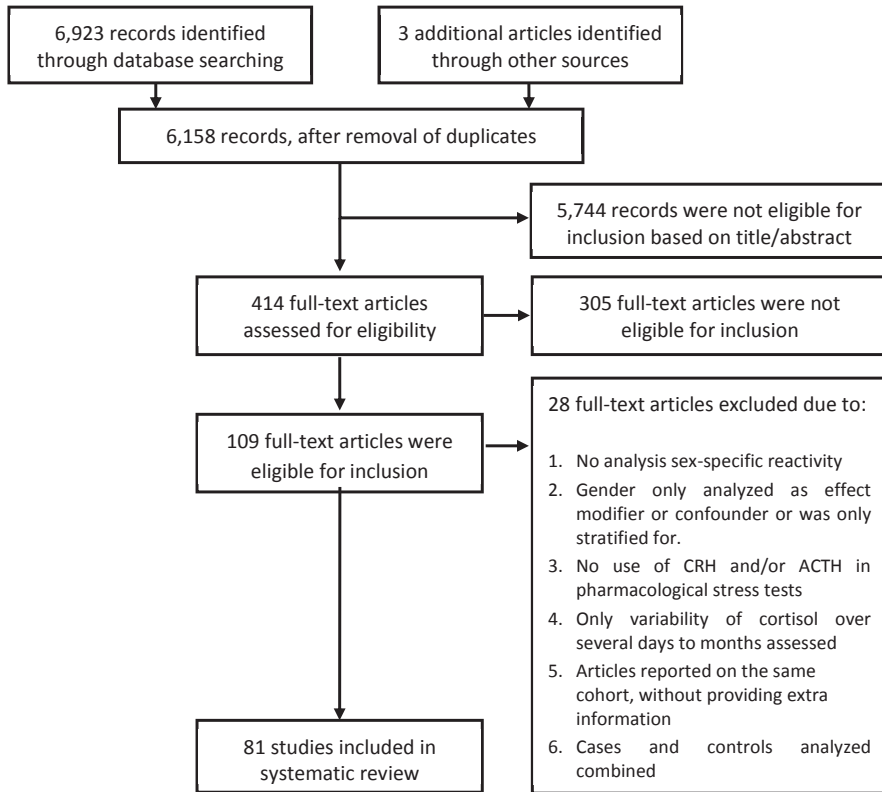 6,923 records identified
through database searching
3 additional articles identified
through other sources
6,158 records, after removal of duplicates
5,744 records were not eligible for
inclusion based on title/abstract
414 full-text articles
assessed for eligibility
305 full-text articles were not
eligible for inclusion
109 full-text articles were
eligible for inclusion
28 full-text articles excluded due to:
1. No analysis sex-specific reactivity
2. Gender only analyzed as effect
modifier or confounder or was only
stratified for.
3. No use of CRH and/or ACTH in
pharmacological stress tests
4. Only variability of cortisol over
several days to months assessed
5. Articles reported on the same
cohort, without providing extra
information
6. Cases and controls analyzed
combined
81 studies included in
systematic review